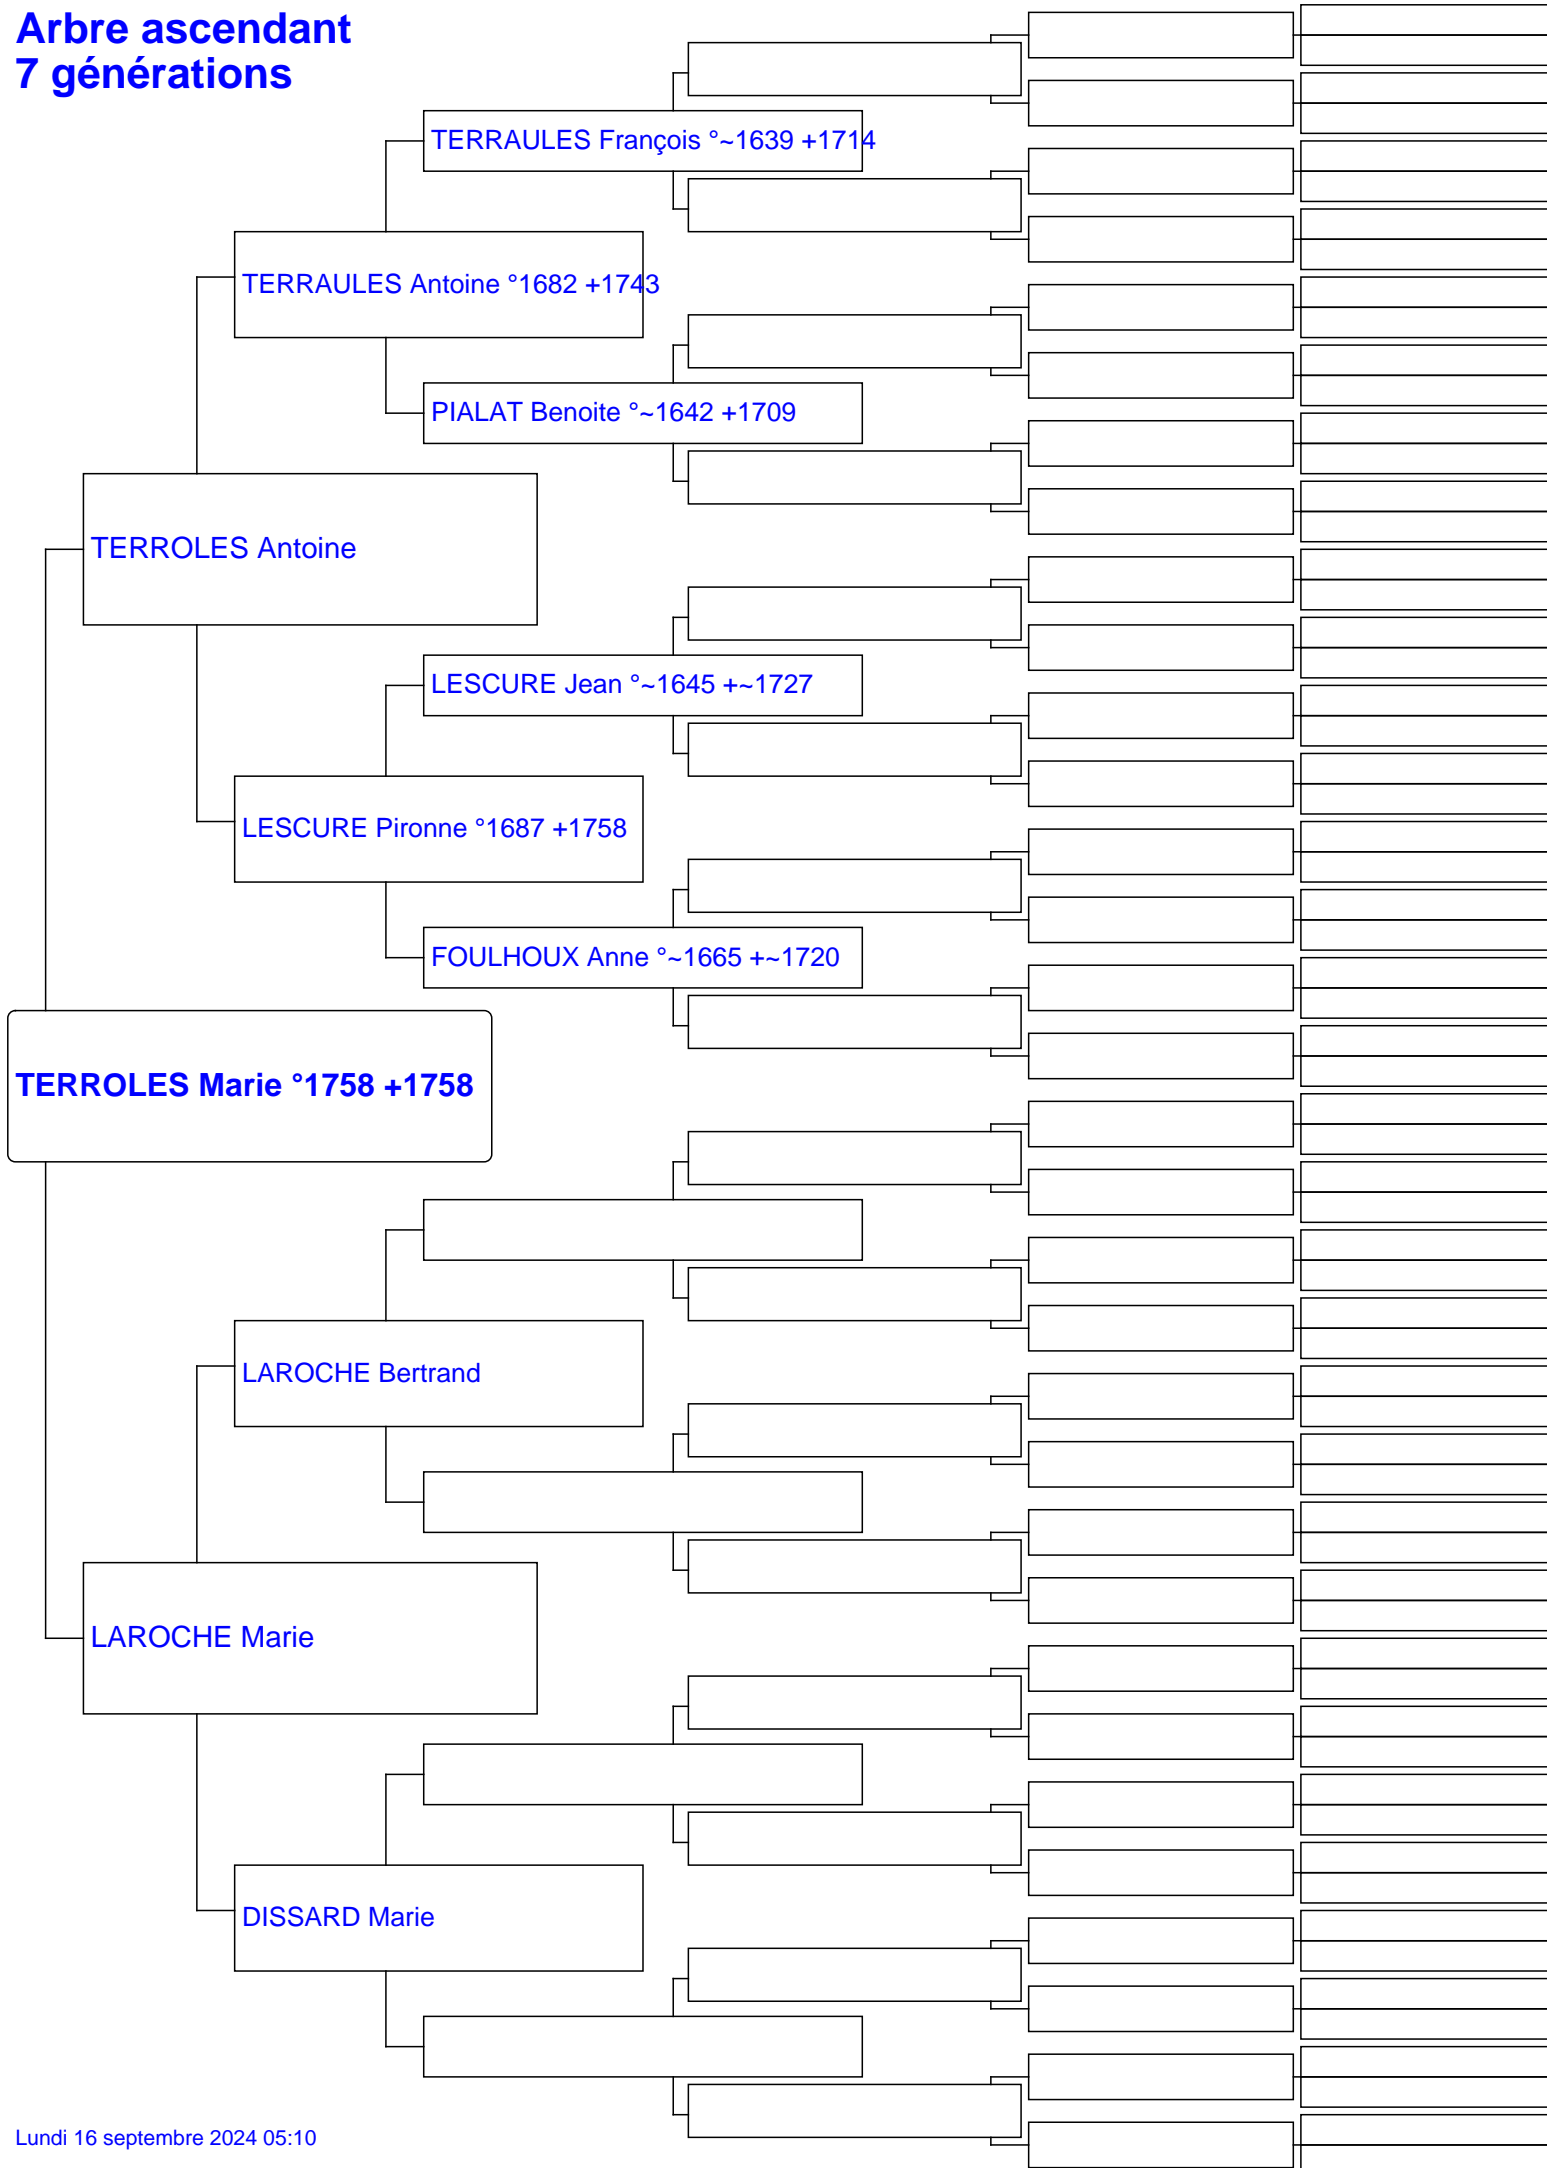 Arbre ascendant
7 générations
TERRAULES François °~1639 +1714
TERRAULES Antoine °1682 +1743
PIALAT Benoite °~1642 +1709
TERROLES Antoine
LESCURE Jean °~1645 +~1727
LESCURE Pironne °1687 +1758
FOULHOUX Anne °~1665 +~1720
TERROLES Marie °1758 +1758
LAROCHE Bertrand
LAROCHE Marie
DISSARD Marie
Lundi 16 septembre 2024 05:10